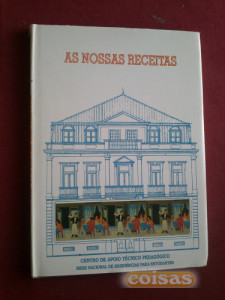 AS NOSSAS RECEITAS
CENTRO DE APOIO TÉCNICO PEDAGÓGICO
REDE NACIONAL DE RESIDÊNCIAS PARA ESTUDANTES
coisas